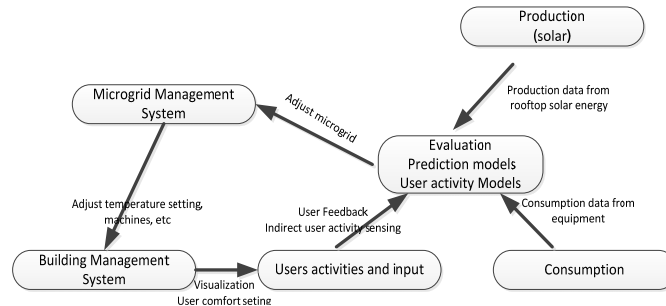 Production
(solar)
Production data from
rooftop solar energy
Microgrid Management
System
Adjust microgrid
Evaluation
Prediction models
User activity Models
Adjust temperature setting,
machines, etc
User Feedback
Indirect user activity sensing
Consumption data from
equipment
Building Management
System
Visualization
User comfort seting
Users activities and input
Consumption